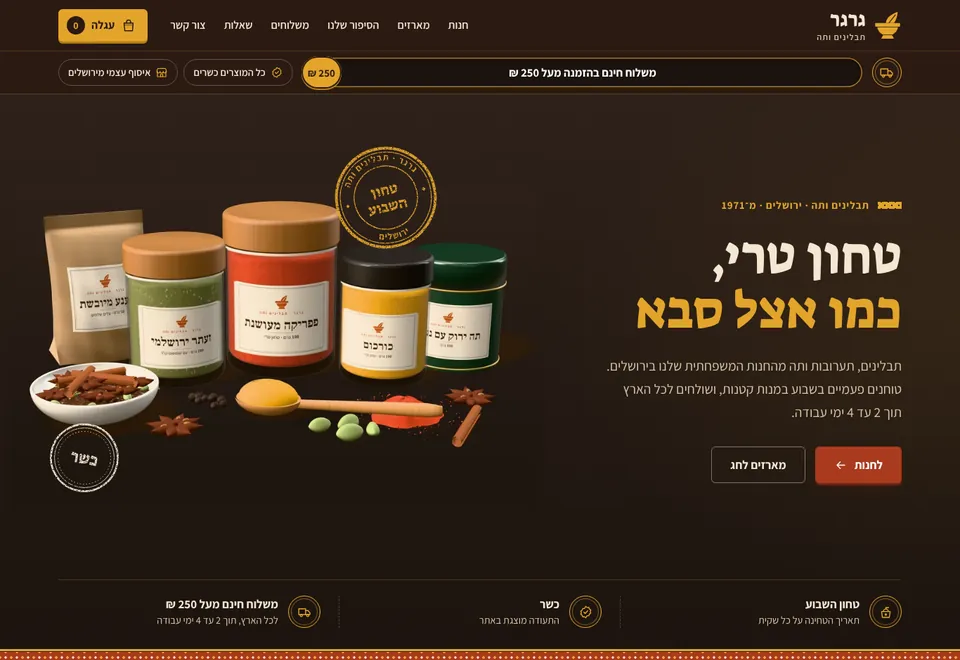 גרגר
תבלינים ותה
חנות
מארזים
הסיפור שלנו
משלוחים
שאלות
צור קשר
עגלה
0
משלוח חינם בהזמנה מעל 250 ₪
250 ₪
כל המוצרים כשרים
איסוף עצמי מירושלים
תבלינים ותה · ירושלים · מ־1971
טחון טרי,
כמו אצל סבא
תבלינים, תערובות ותה מהחנות המשפחתית שלנו בירושלים.
טוחנים פעמיים בשבוע במנות קטנות, ושולחים לכל הארץ
תוך 2 עד 4 ימי עבודה.
לחנות ←
מארזים לחג
גרגר · תבלינים ותה
טחון
השבוע
ירושלים
תה ירוק עם
כורכום
פפריקה מעושנת
זעתר ירושלמי
מיובשת
כשר
טחון השבוע
תאריך הטחינה על כל שקית
כשר
התעודה מוצגת באתר
משלוח חינם מעל 250 ₪
לכל הארץ, תוך 2 עד 4 ימי עבודה